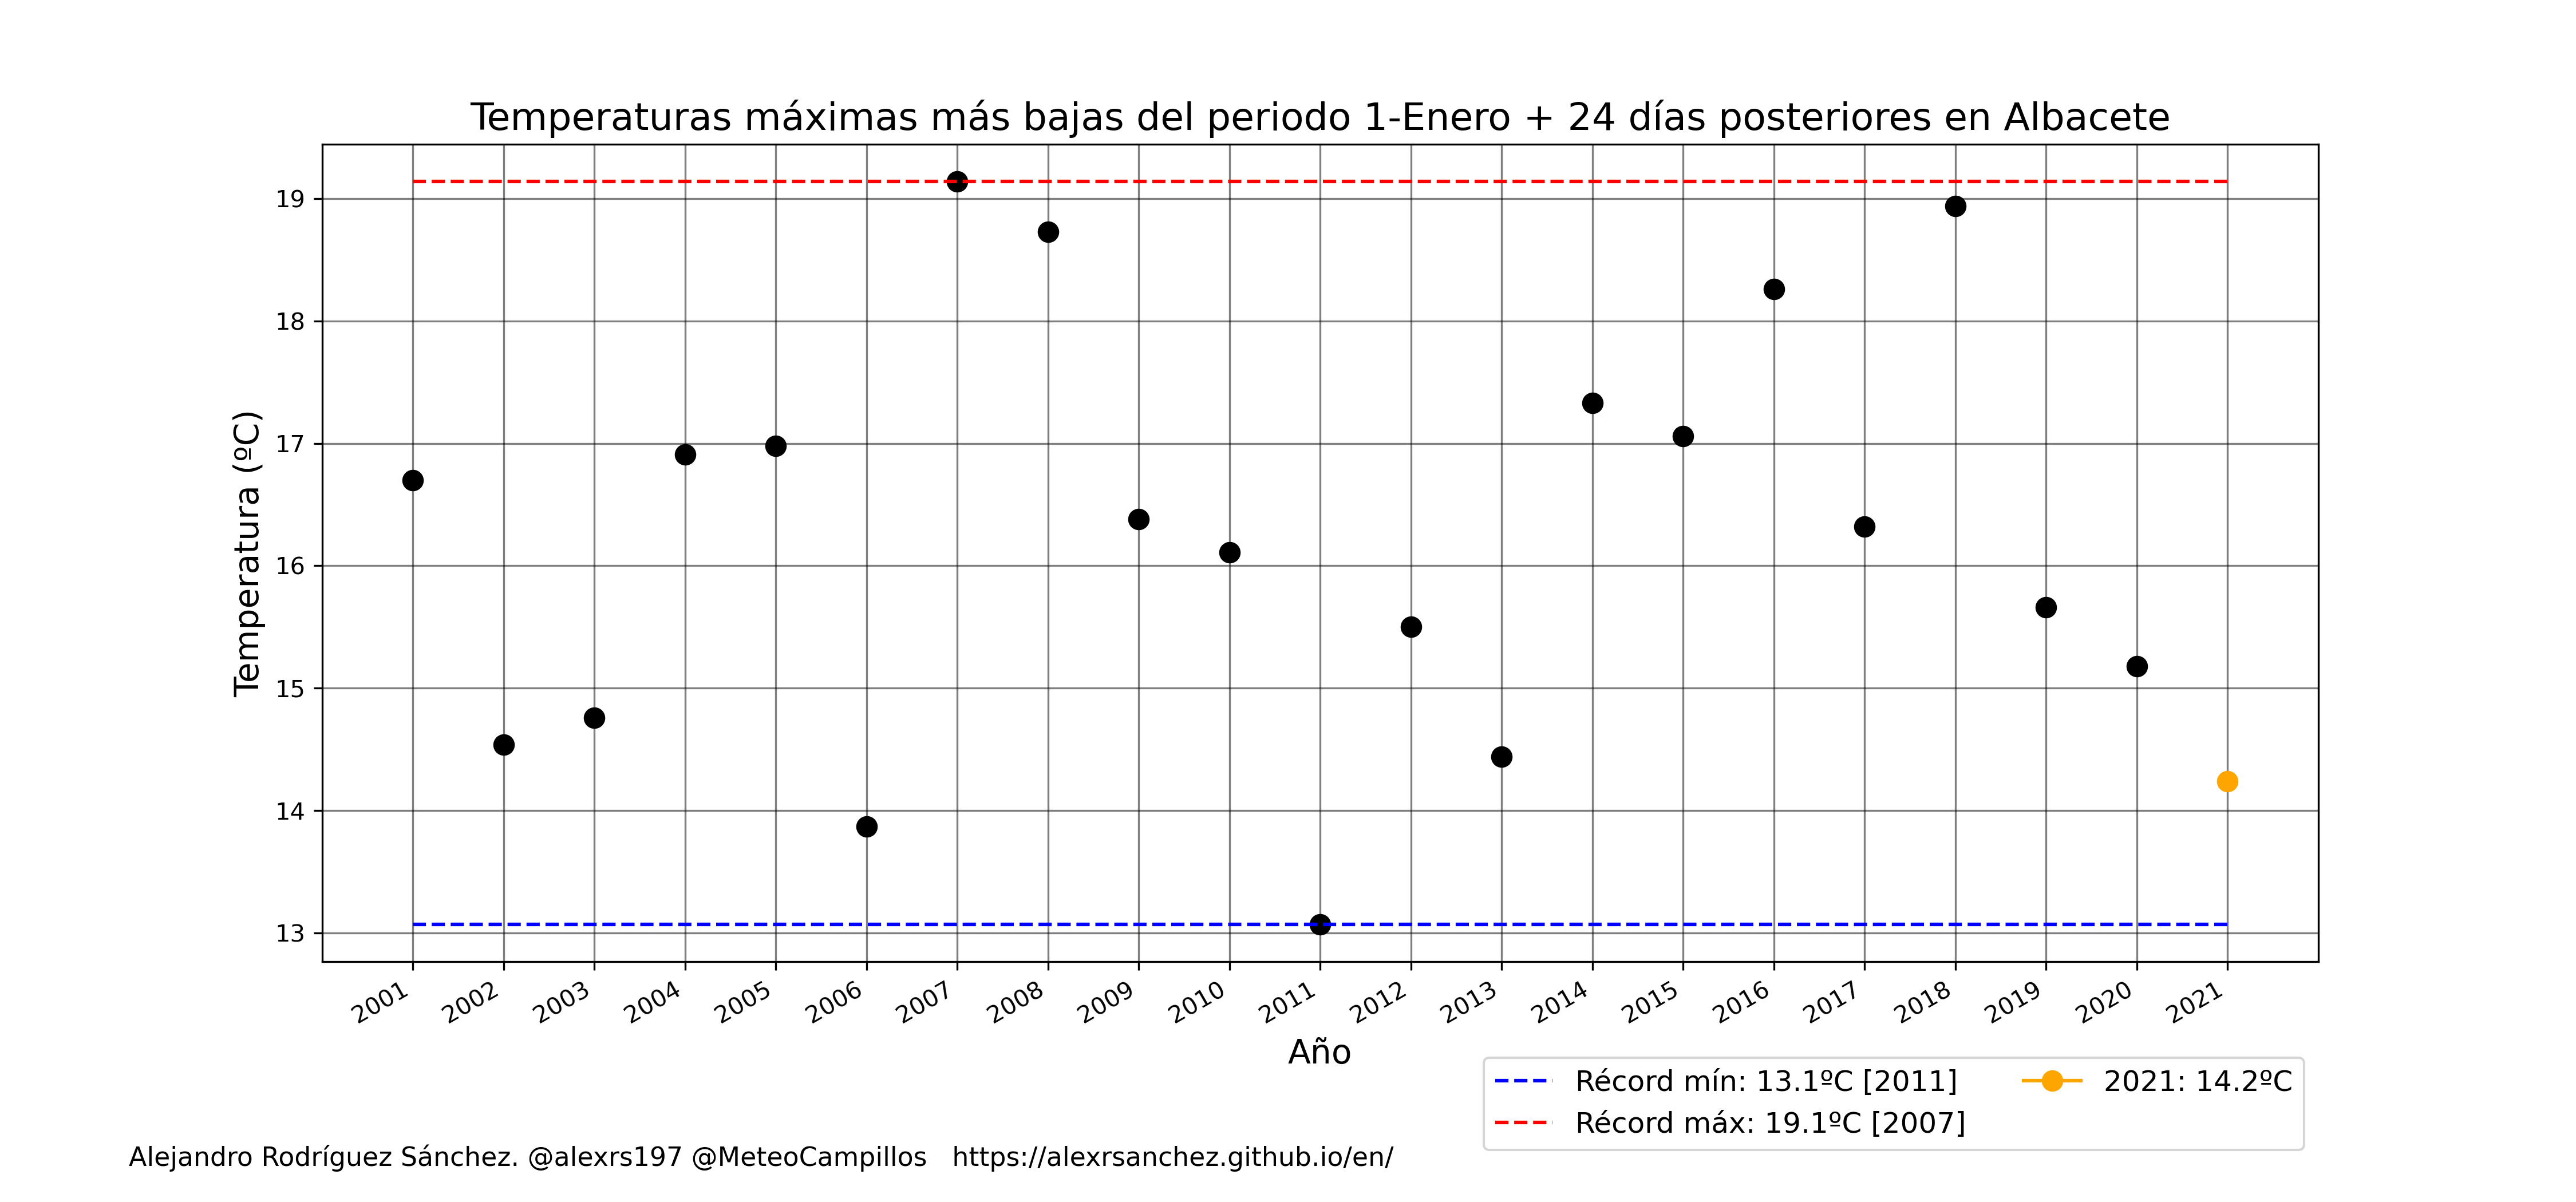 Temperaturas máximas más bajas del periodo 1-Enero + 24 días posteriores en Albacete
Temperatura (ºC)
19
18
17
16
15
14
13
2001 2002 2003 2004 2005 2006 2007 2008 2009 2010 2011 2012 2013 2014 2015 2016 2017 2018 2019 2020 2021
Año
Récord mín: 13.1ºC [2011]
Récord máx: 19.1ºC [2007]
2021: 14.2ºC
Alejandro Rodríguez Sánchez. @alexrs197 @MeteoCampillos https://alexrsanchez.github.io/en/